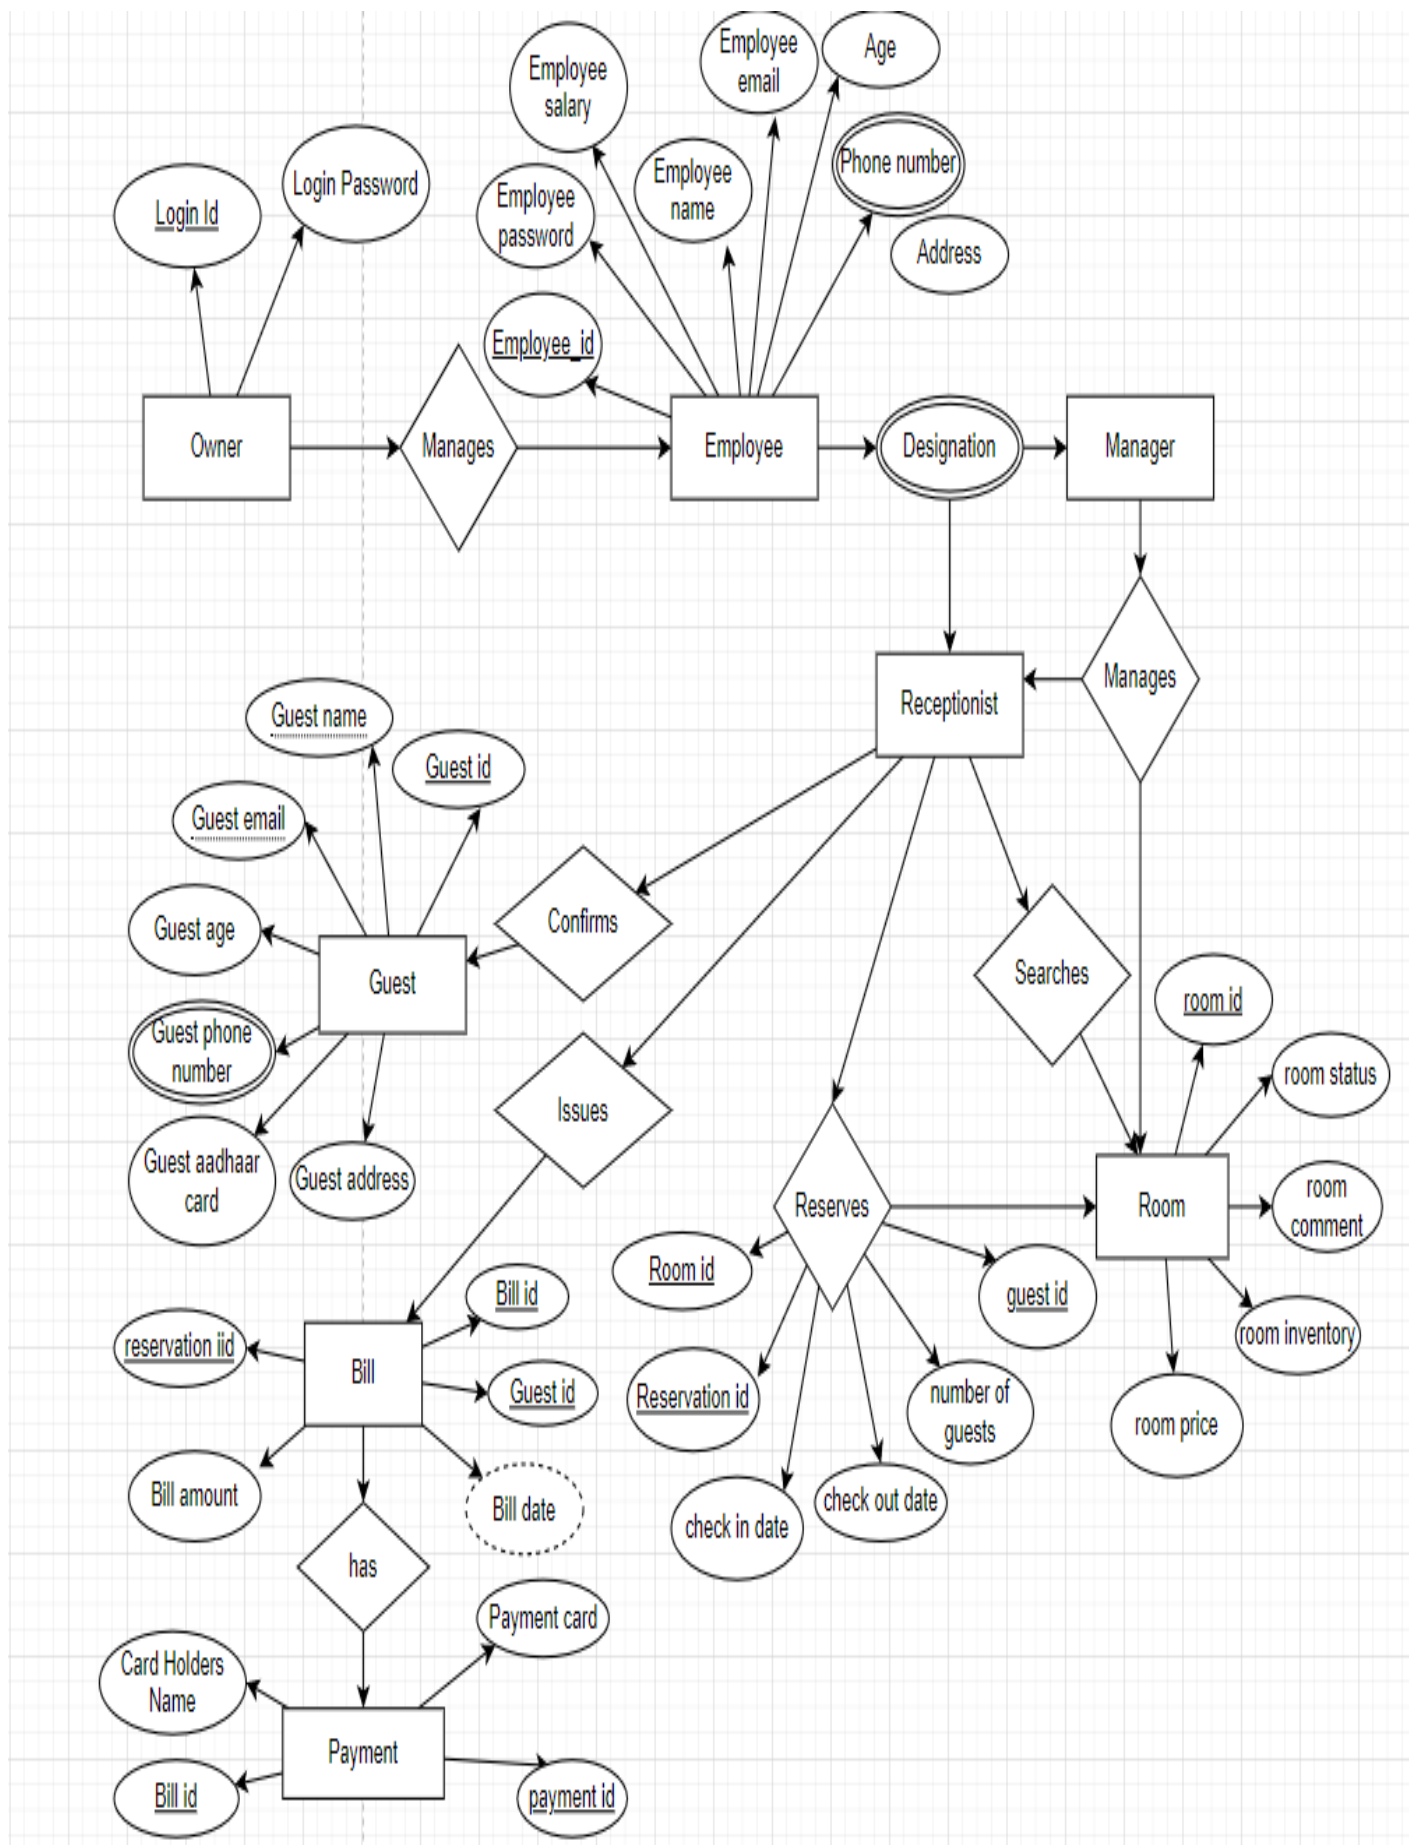 Employee
salary
Employee
email
Age
Login Id
Login Password
Employee
password
Employee
name
Phone number
Address
Employee_id
Owner
Manages
Employee
Designation
Manager
Receptionist
Manages
Guest name
Guest id
Guest email
Guest age
Guest
Confirms
Searches
Guest phone
number
Guest aadhaar
card
Guest address
Issues
room id
room status
Reserves
Room
room
comment
Room id
guest id
room inventory
room price
Reservation id
number of
guests
check in date
check out date
Bill id
reservation iid
Bill
Guest id
Bill amount
Bill date
has
Payment card
Card Holders
Name
Payment
Bill id
payment id